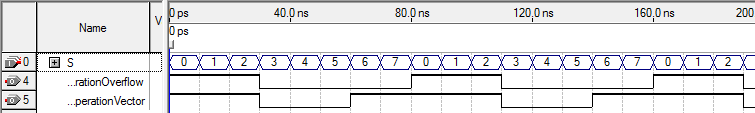 Name V 0 ps 40.0 ns 80.0 ns 120.0 ns 160.0 ns 200
0 ps
0 S 0 1 2 3 4 5 6 7 0 1 2 3 4 5 6 7 0 1 2
4 ...rationOverflow
5 ...perationVector